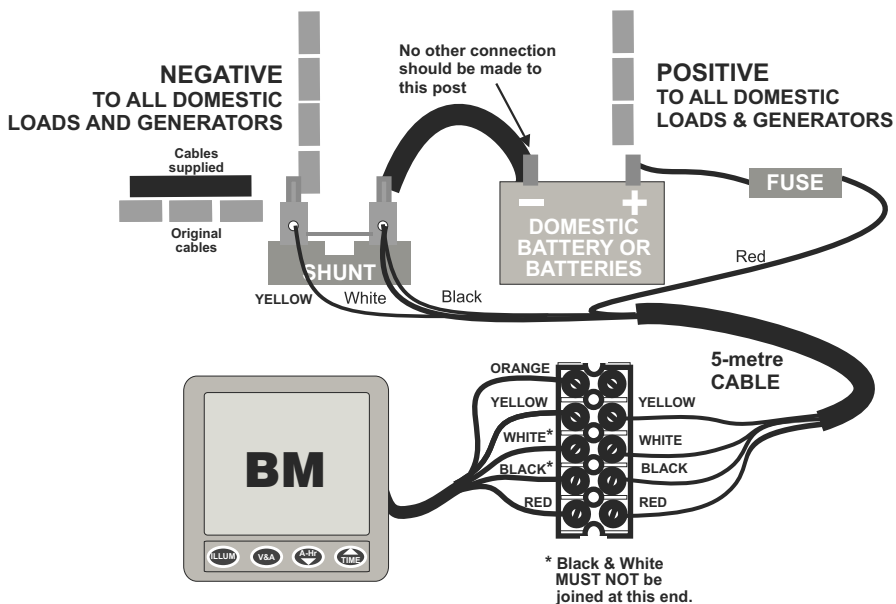 No other connection
should be made to
this post
NEGATIVE
TO ALL DOMESTIC
LOADS AND GENERATORS
POSITIVE
TO ALL DOMESTIC
LOADS & GENERATORS
Cables
supplied
Original
cables
FUSE
DOMESTIC
BATTERY OR
BATTERIES
− +
Red
SHUNT
YELLOW
White
Black
5-metre
CABLE
ORANGE
YELLOW
WHITE*
BLACK*
RED
YELLOW
WHITE
BLACK
RED
BM
ILLUM
V&A
A-Hr
TIME
* Black & White
MUST NOT be
joined at this end.